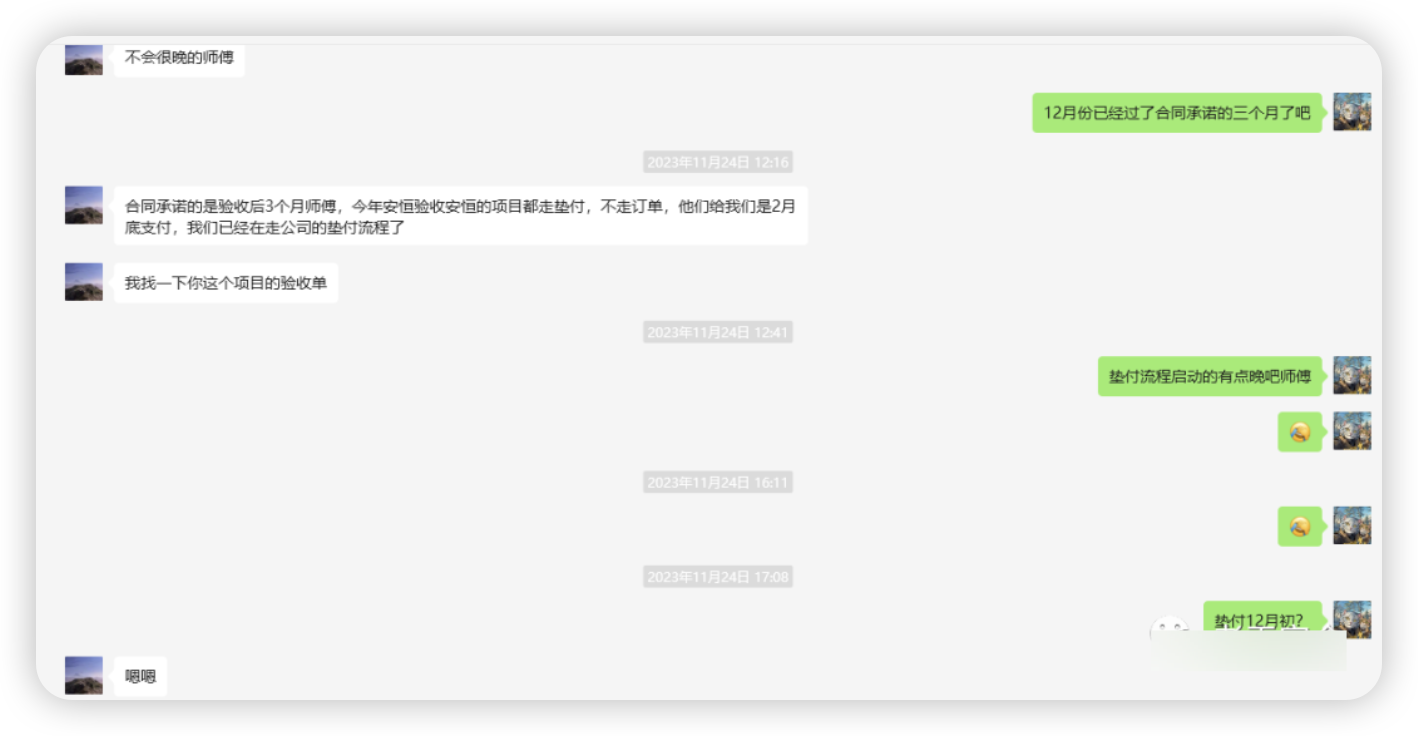 不会很晚的师傅
12月份已经过了合同承诺的三个月了吧
2023年11月24日 12:16
合同承诺的是验收后3个月师傅，今年安恒验收安恒的项目都走垫付，不走订单，他们给我们是2月
底支付，我们已经在走公司的垫付流程了
我找一下你这个项目的验收单
2023年11月24日 12:41
垫付流程启动的有点晚吧师傅
2023年11月24日 16:11
2023年11月24日 17:08
垫付12月初?
嗯嗯